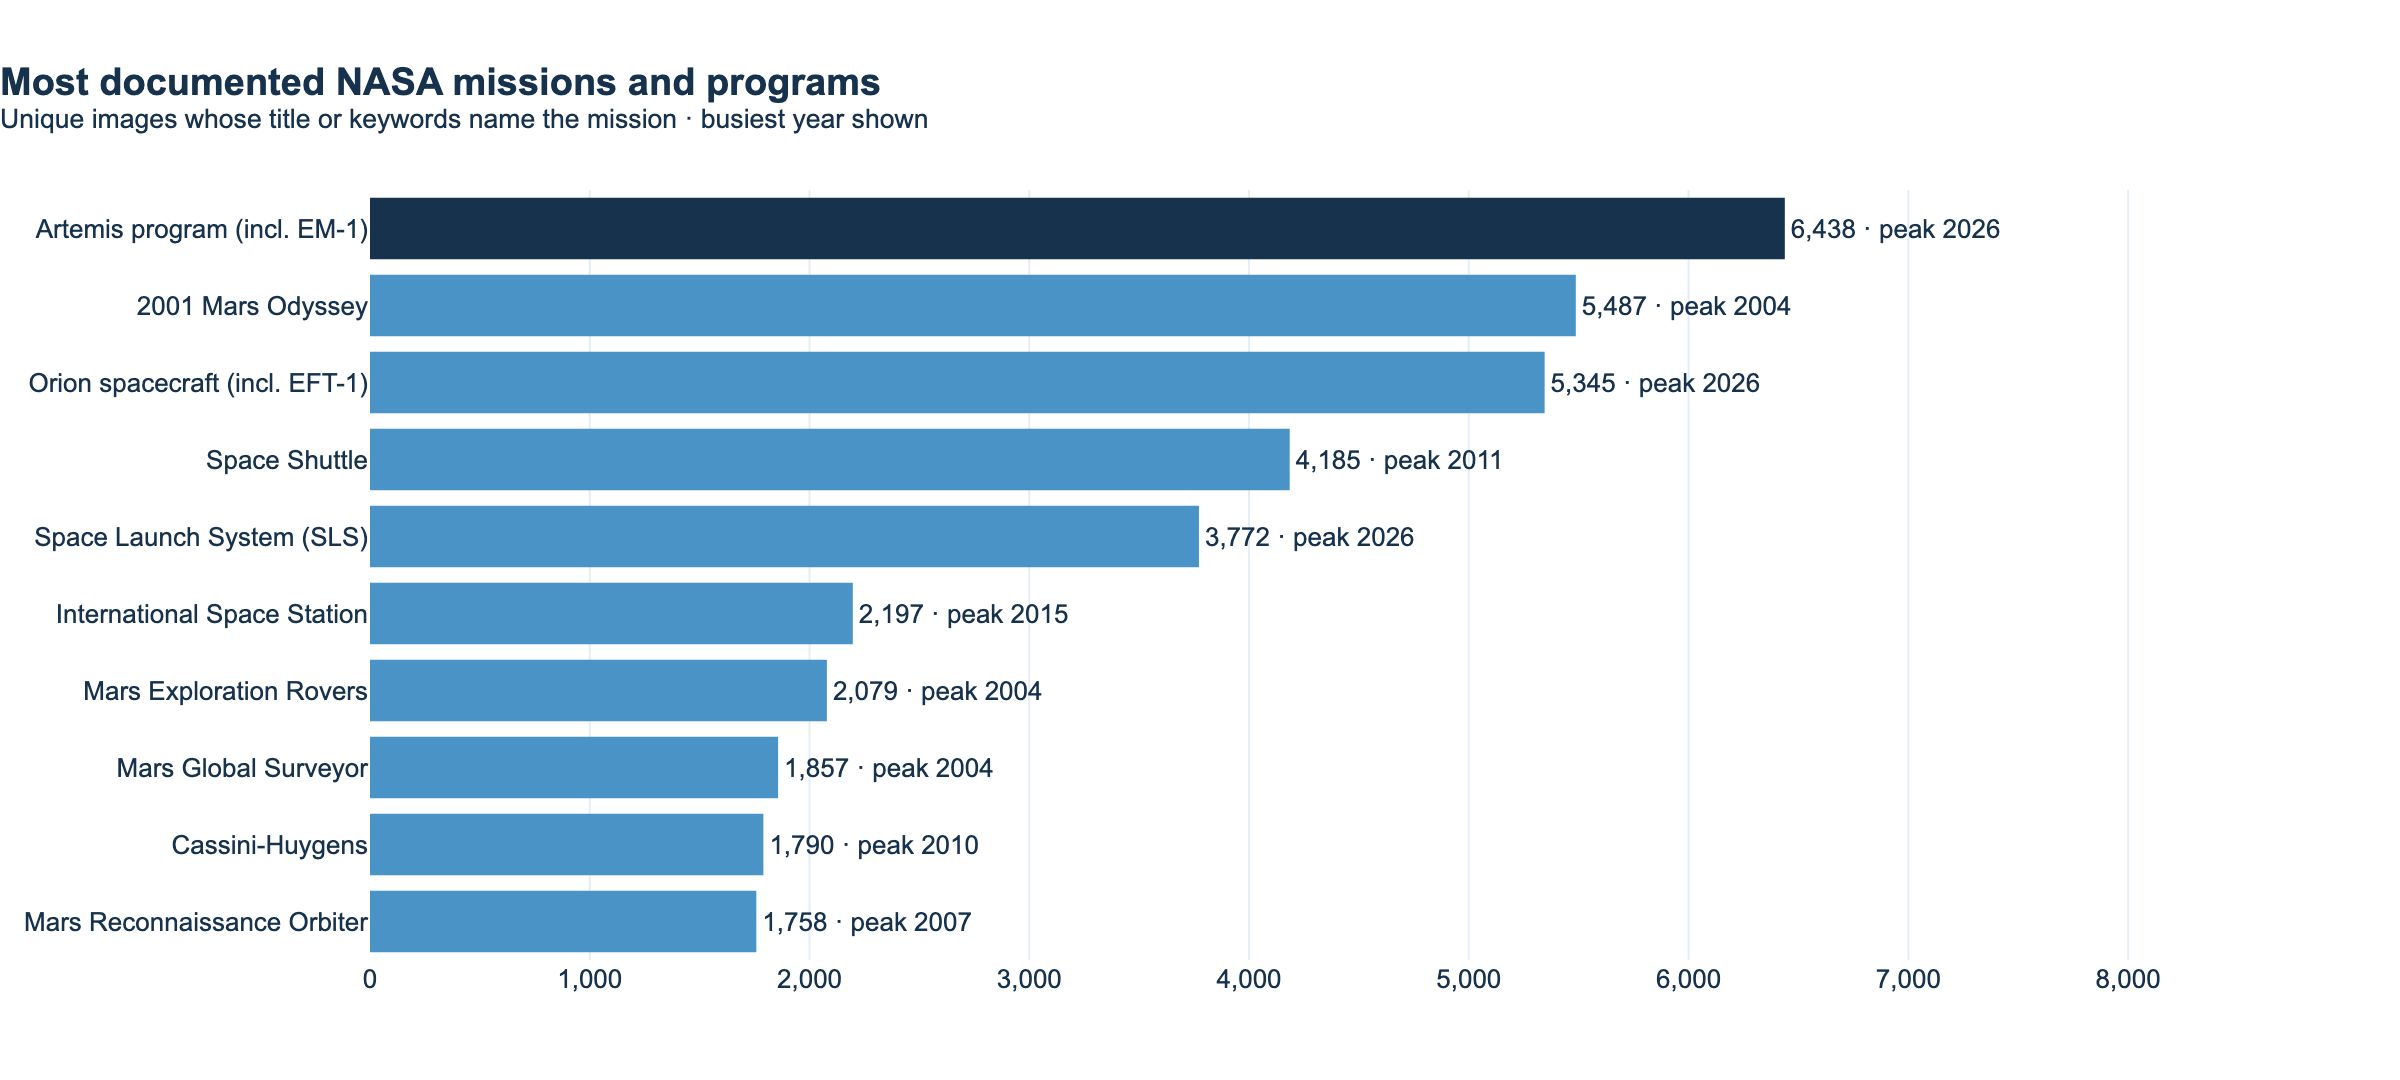 Most documented NASA missions and programs
Unique images whose title or keywords name the mission · busiest year shown
Artemis program (incl. EM-1) 6,438 · peak 2026
2001 Mars Odyssey 5,487 · peak 2004
Orion spacecraft (incl. EFT-1) 5,345 · peak 2026
Space Shuttle 4,185 · peak 2011
Space Launch System (SLS) 3,772 · peak 2026
International Space Station 2,197 · peak 2015
Mars Exploration Rovers 2,079 · peak 2004
Mars Global Surveyor 1,857 · peak 2004
Cassini-Huygens 1,790 · peak 2010
Mars Reconnaissance Orbiter 1,758 · peak 2007
0 1,000 2,000 3,000 4,000 5,000 6,000 7,000 8,000